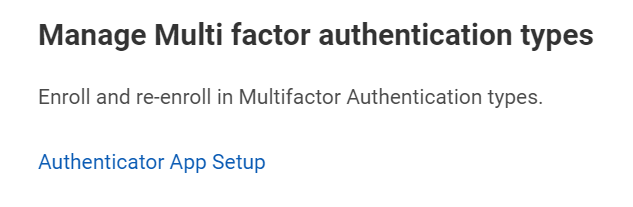 Manage Multi factor authentication types
Enroll and re-enroll in Multifactor Authentication types.
Authenticator App Setup